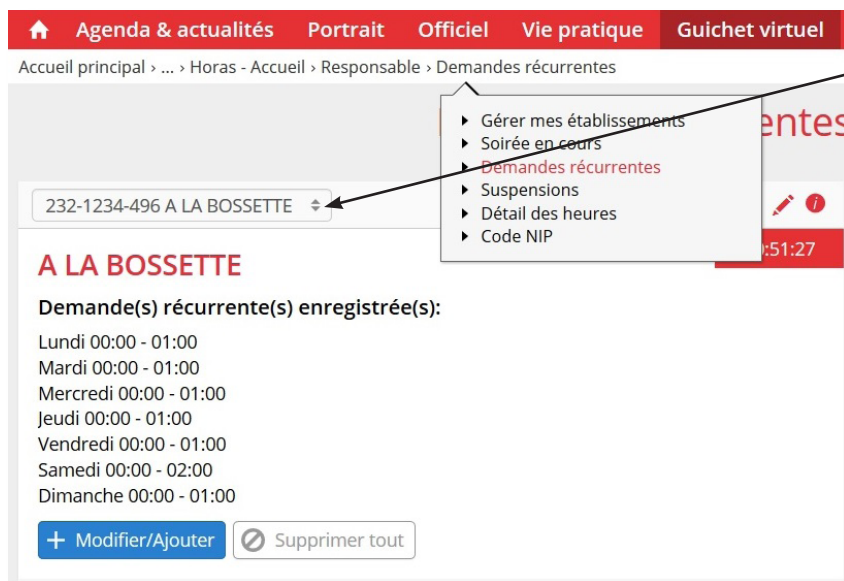 Agenda & actualités Portrait Officiel Vie pratique Guichet virtuel
Accueil principal › ... › Horas - Accueil › Responsable › Demandes récurrentes
Gérer mes établissements
Soirée en cours
Demandes récurrentes
Suspensions
Détail des heures
Code NIP
entes
232-1234-496 A LA BOSSETTE
:51:27
A LA BOSSETTE
Demande(s) récurrente(s) enregistrée(s):
Lundi 00:00 - 01:00
Mardi 00:00 - 01:00
Mercredi 00:00 - 01:00
Jeudi 00:00 - 01:00
Vendredi 00:00 - 01:00
Samedi 00:00 - 02:00
Dimanche 00:00 - 01:00
+ Modifier/Ajouter Supprimer tout